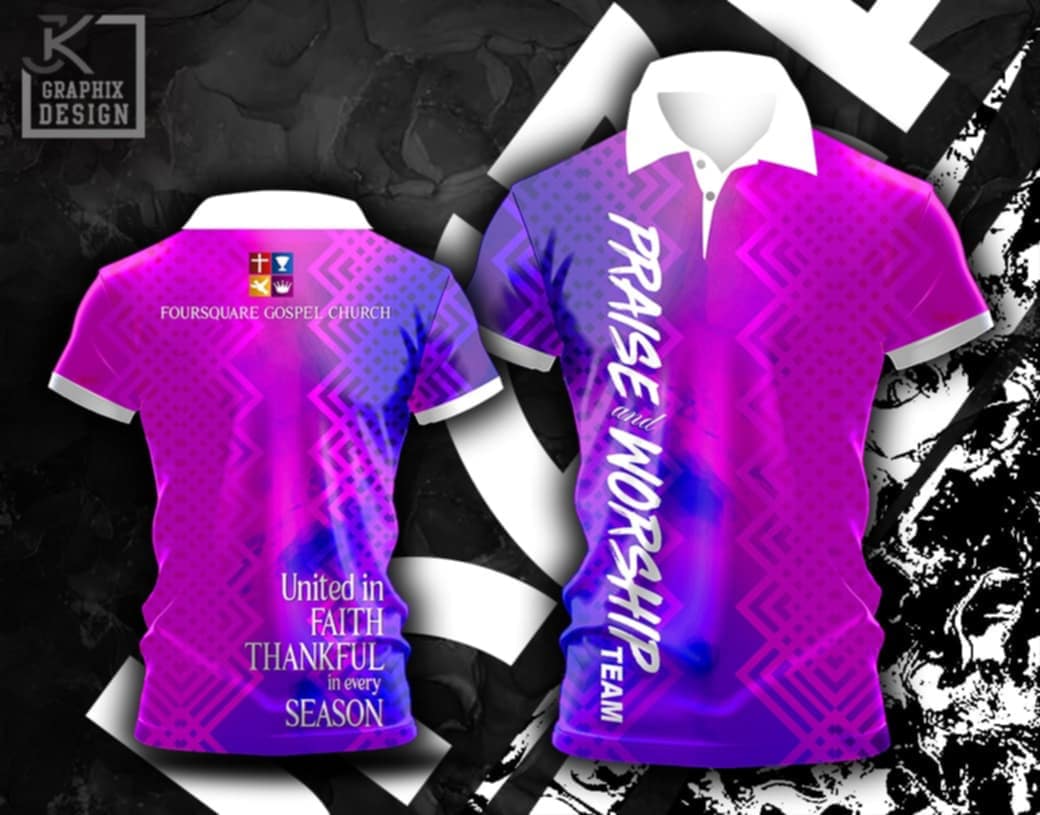 JK
GRAPHIX
DESIGN
FOURSQUARE GOSPEL CHURCH
United in
FAITH
THANKFUL
in every
SEASON
PRAISE and WORSHIP
TEAM